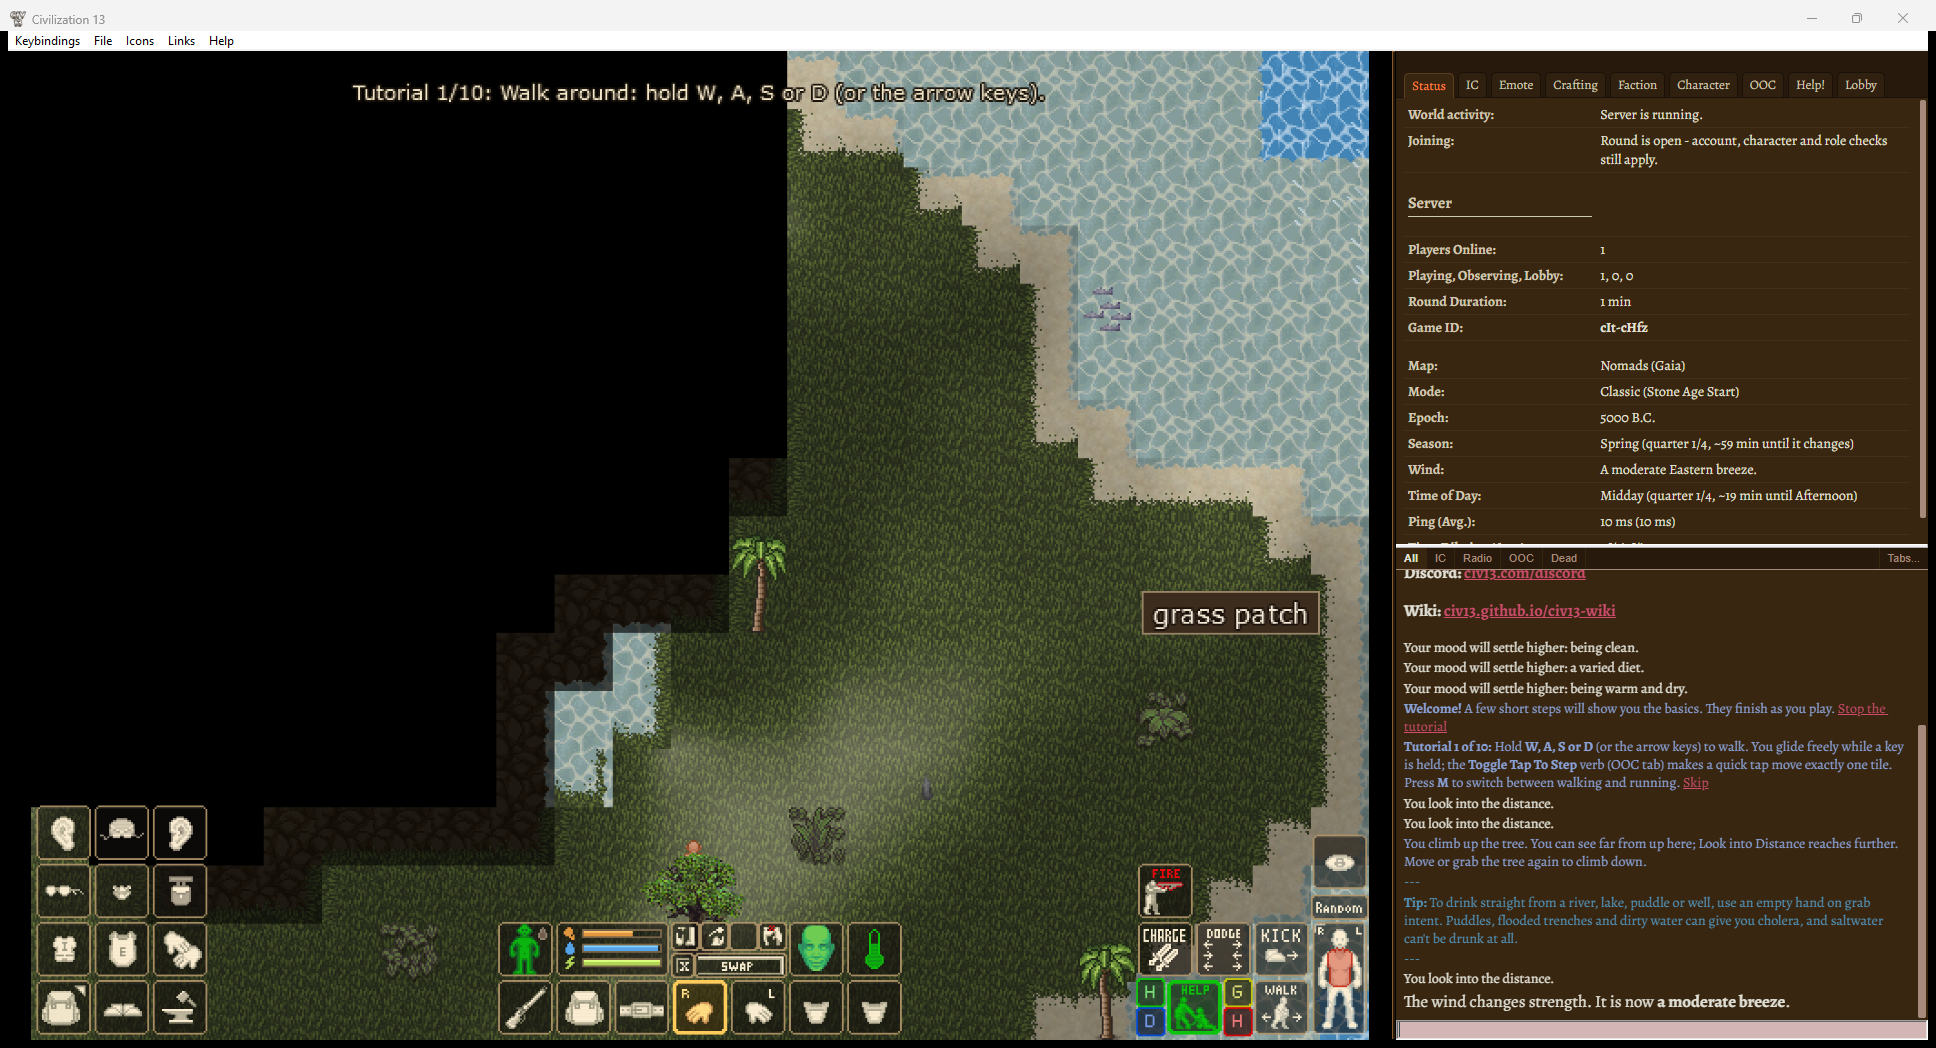 Civilization 13
Keybindings File Icons Links Help
Tutorial 1/10: Walk around: hold W, A, S or D (or the arrow keys).
grass patch
FIRE
Random
CHARGE DODGE KICK
R L
SWAP
X
R L
H HELP G WALK
D H
I E
Status IC Emote Crafting Faction Character OOC Help! Lobby
World activity: Server is running.
Joining: Round is open - account, character and role checks
still apply.
Server
Players Online: 1
Playing, Observing, Lobby: 1, 0, 0
Round Duration: 1 min
Game ID: cIt-cHfz
Map: Nomads (Gaia)
Mode: Classic (Stone Age Start)
Epoch: 5000 B.C.
Season: Spring (quarter 1/4, ~59 min until it changes)
Wind: A moderate Eastern breeze.
Time of Day: Midday (quarter 1/4, ~19 min until Afternoon)
Ping (Avg.): 10 ms (10 ms)
All IC Radio OOC Dead Tabs...
Discord: civ13.com/discord
Wiki: civ13.github.io/civ13-wiki
Your mood will settle higher: being clean.
Your mood will settle higher: a varied diet.
Your mood will settle higher: being warm and dry.
Welcome! A few short steps will show you the basics. They finish as you play. Stop the
tutorial
Tutorial 1 of 10: Hold W, A, S or D (or the arrow keys) to walk. You glide freely while a key
is held; the Toggle Tap To Step verb (OOC tab) makes a quick tap move exactly one tile.
Press M to switch between walking and running. Skip
You look into the distance.
You look into the distance.
You climb up the tree. You can see far from up here; Look into Distance reaches further.
Move or grab the tree again to climb down.
---
Tip: To drink straight from a river, lake, puddle or well, use an empty hand on grab
intent. Puddles, flooded trenches and dirty water can give you cholera, and saltwater
can't be drunk at all.
---
You look into the distance.
The wind changes strength. It is now a moderate breeze.